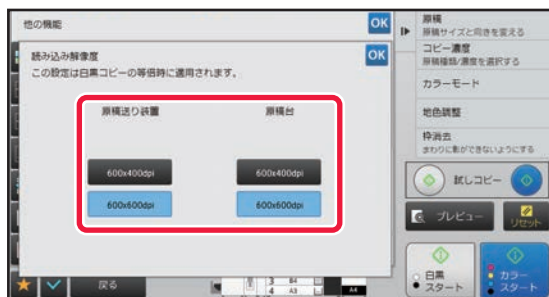 他の機能
OK
読み込み解像度
OK
この設定は白黒コピーの等倍時に適用されます。
原稿送り装置
原稿台
600x400dpi
600x400dpi
600x600dpi
600x600dpi
戻る
3 B4
4 A3
A4
原稿
原稿サイズと向きを変える
コピー濃度
原稿種類/濃度を選択する
カラーモード
地色調整
枠消去
まわりに影ができないようにする
試しコピー
プレビュー
リセット
白黒
スタート
カラー
スタート